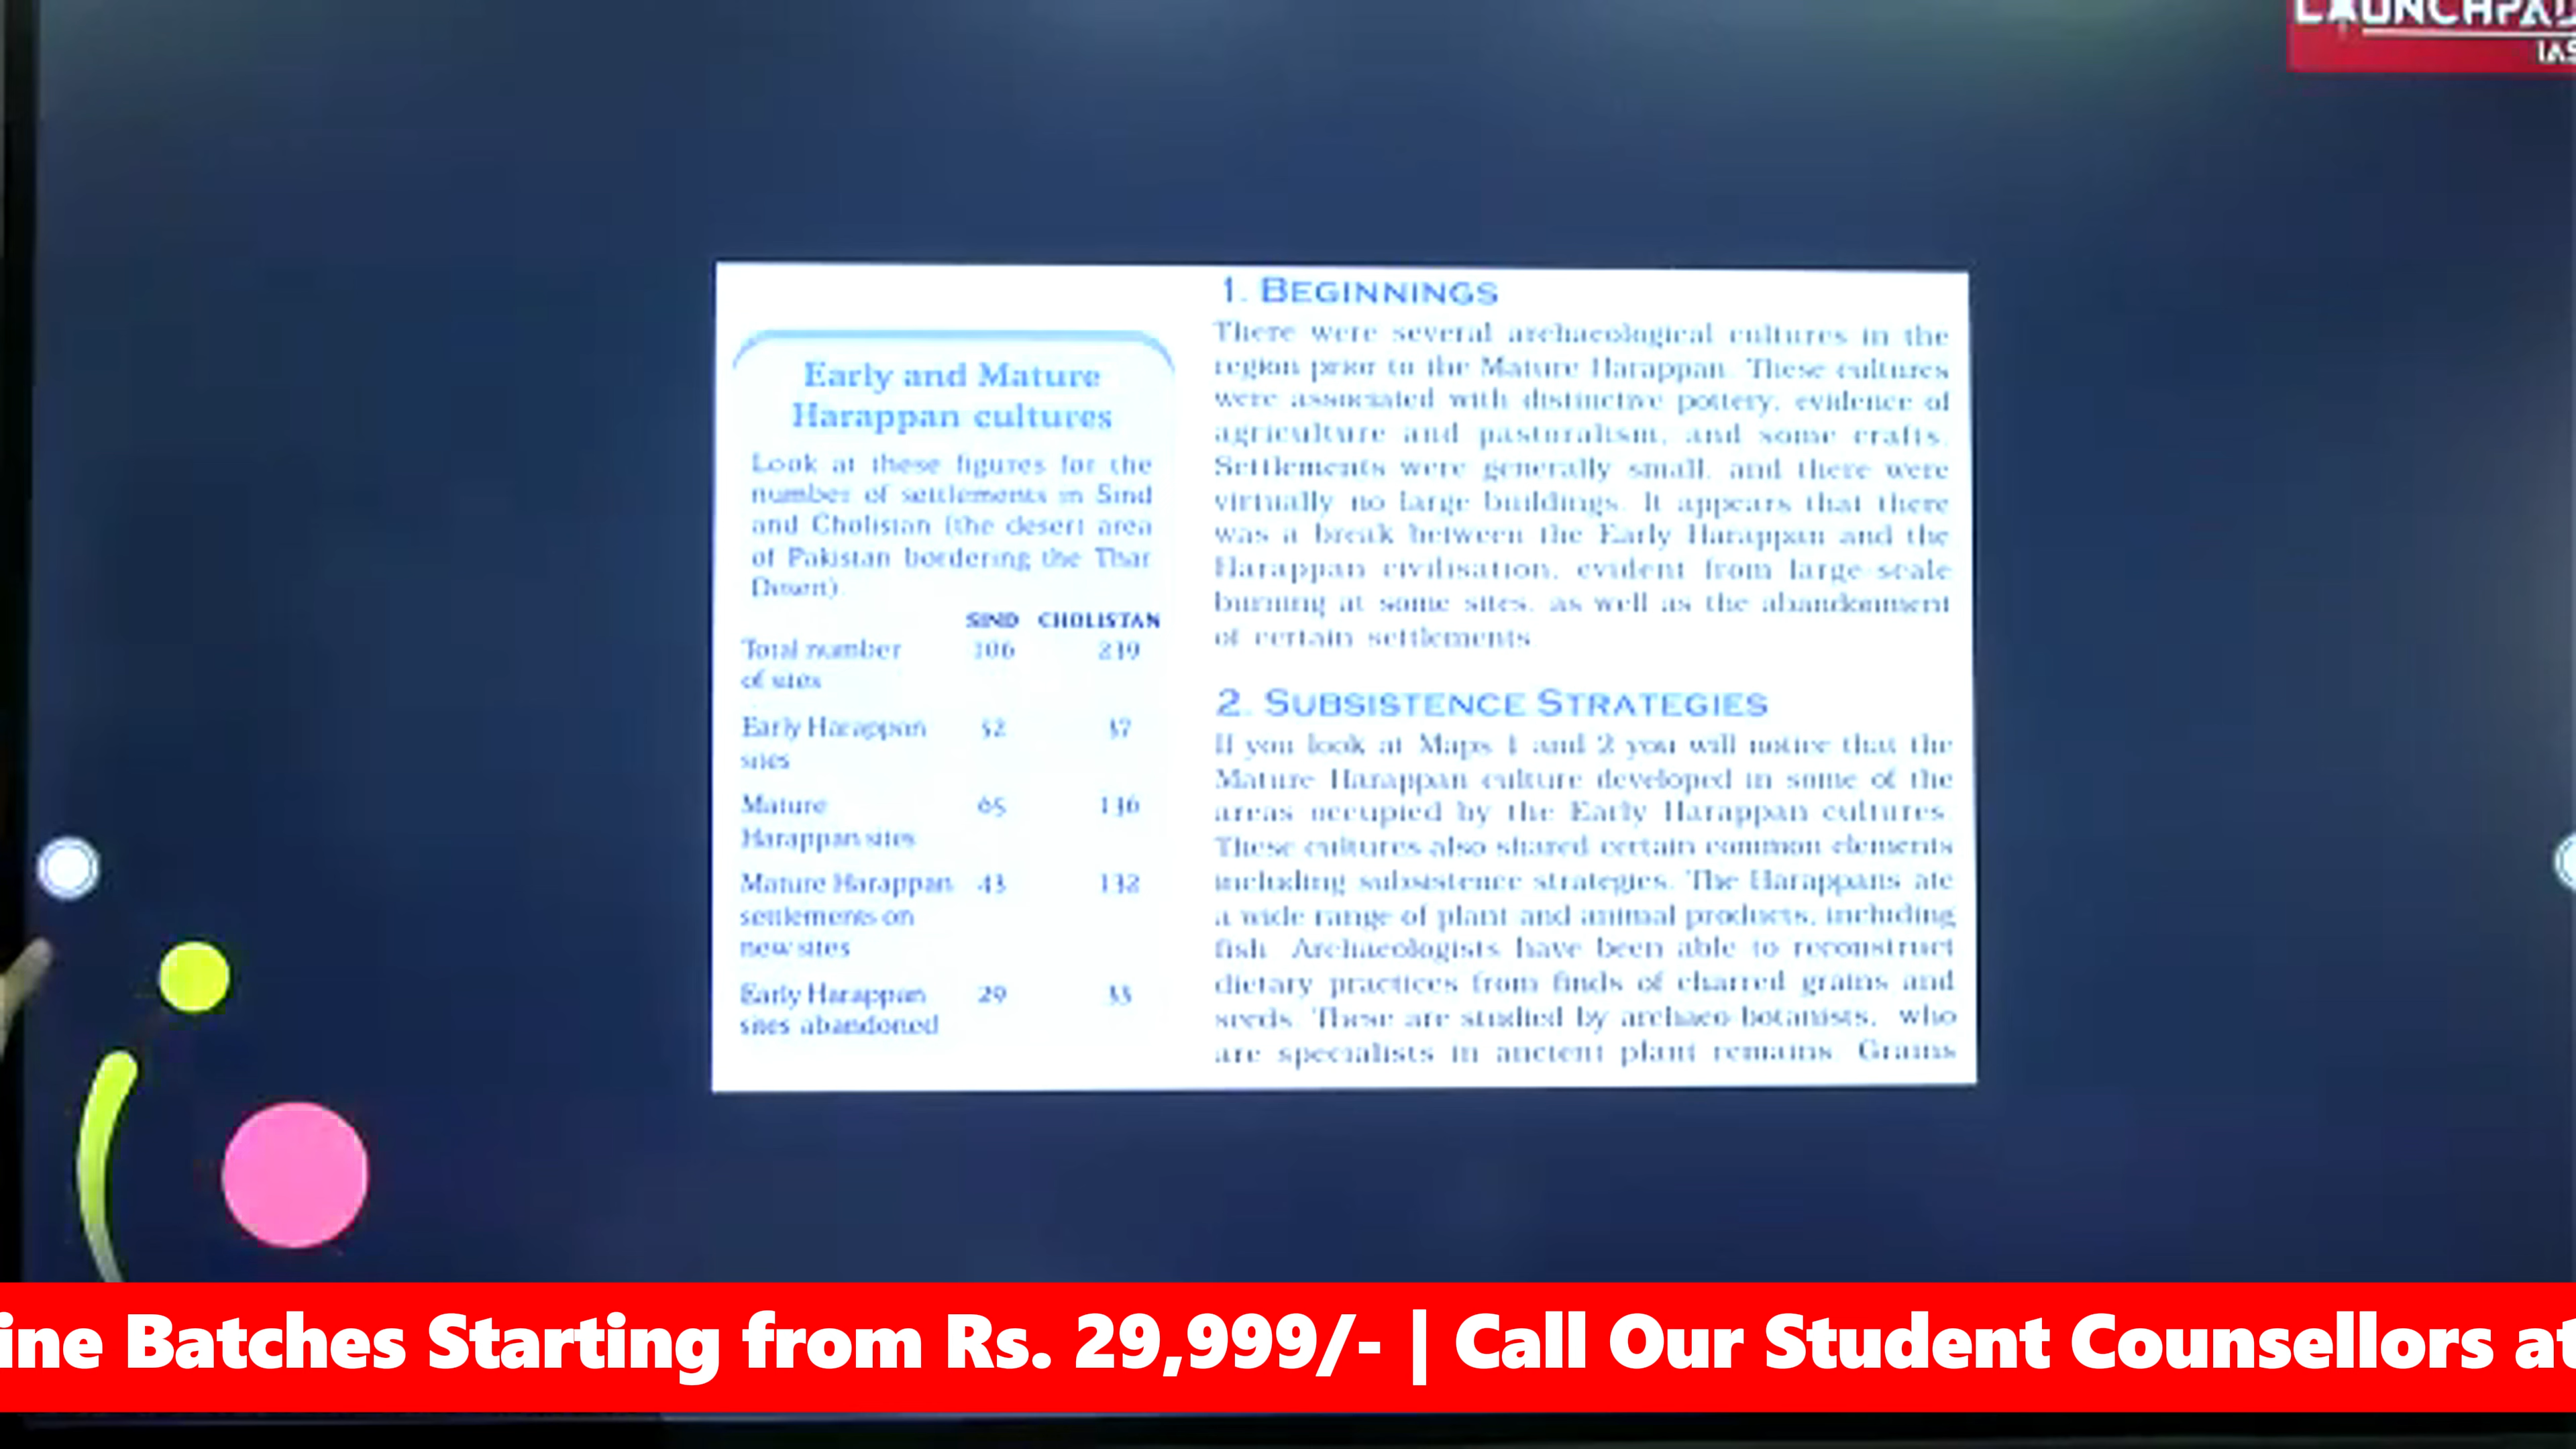 LAUNCHPAD
IAS
Early and Mature
Harappan cultures
Look at these figures for the
number of settlements in Sind
and Cholistan (the desert area
of Pakistan bordering the Thar
Desert).
SIND CHOLISTAN
Total number 106 239
of sites
Early Harappan 52 37
sites
Mature 65 136
Harappan sites
Mature Harappan 43 132
settlements on
new sites
Early Harappan 29 33
sites abandoned
1. BEGINNINGS
There were several archaeological cultures in the
region prior to the Mature Harappan. These cultures
were associated with distinctive pottery, evidence of
agriculture and pastoralism, and some crafts.
Settlements were generally small, and there were
virtually no large buildings. It appears that there
was a break between the Early Harappan and the
Harappan civilisation, evident from large-scale
burning at some sites, as well as the abandonment
of certain settlements.
2. SUBSISTENCE STRATEGIES
If you look at Maps 1 and 2 you will notice that the
Mature Harappan culture developed in some of the
areas occupied by the Early Harappan cultures.
These cultures also shared certain common elements
including subsistence strategies. The Harappans ate
a wide range of plant and animal products, including
fish. Archaeologists have been able to reconstruct
dietary practices from finds of charred grains and
seeds. These are studied by archaeo-botanists, who
are specialists in ancient plant remains. Grains
ine Batches Starting from Rs. 29,999/- | Call Our Student Counsellors at